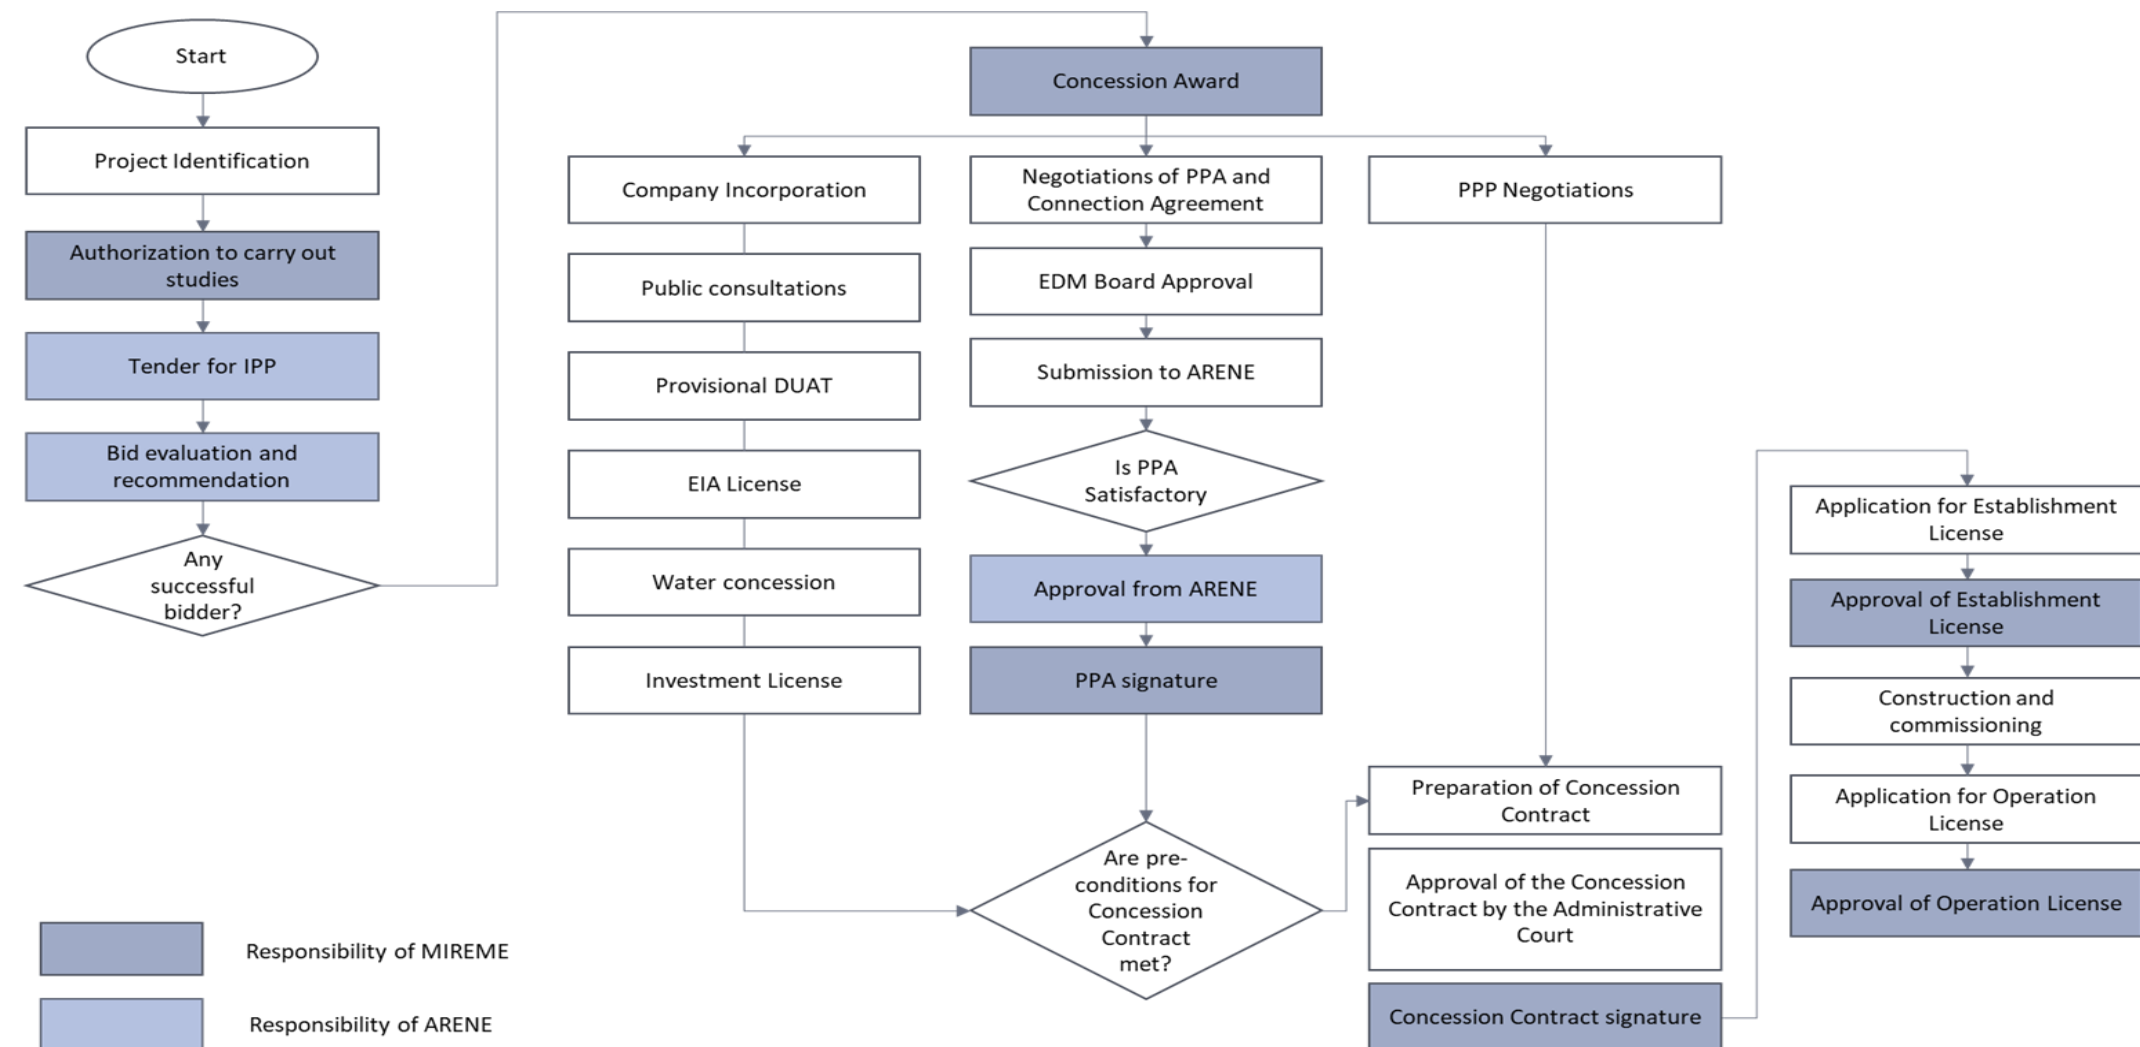 Start
Project Identification
Authorization to carry out
studies
Tender for IPP
Bid evaluation and
recommendation
Any
successful
bidder?
Concession Award
Company Incorporation
Public consultations
Provisional DUAT
EIA License
Water concession
Investment License
Negotiations of PPA and
Connection Agreement
EDM Board Approval
Submission to ARENE
Is PPA
Satisfactory
Approval from ARENE
PPA signature
Are pre-
conditions for
Concession
Contract
met?
PPP Negotiations
Preparation of Concession
Contract
Approval of the Concession
Contract by the Administrative
Court
Concession Contract signature
Application for Establishment
License
Approval of Establishment
License
Construction and
commissioning
Application for Operation
License
Approval of Operation License
Responsibility of MIREME
Responsibility of ARENE